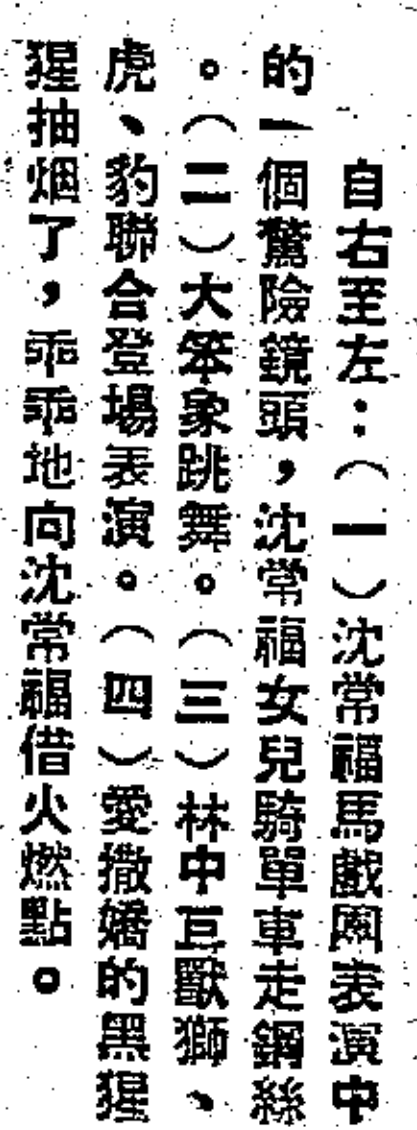 自右至左：（一）沈常福馬戲團表演中
的一個驚險鏡頭，沈常福女兒騎單車走鋼絲
。（二）大笨象跳舞。（三）林中巨獸獅、
虎、豹聯合登場表演。（四）愛撒嬌的黑猩
猩抽烟了，乖乖地向沈常福借火燃點。